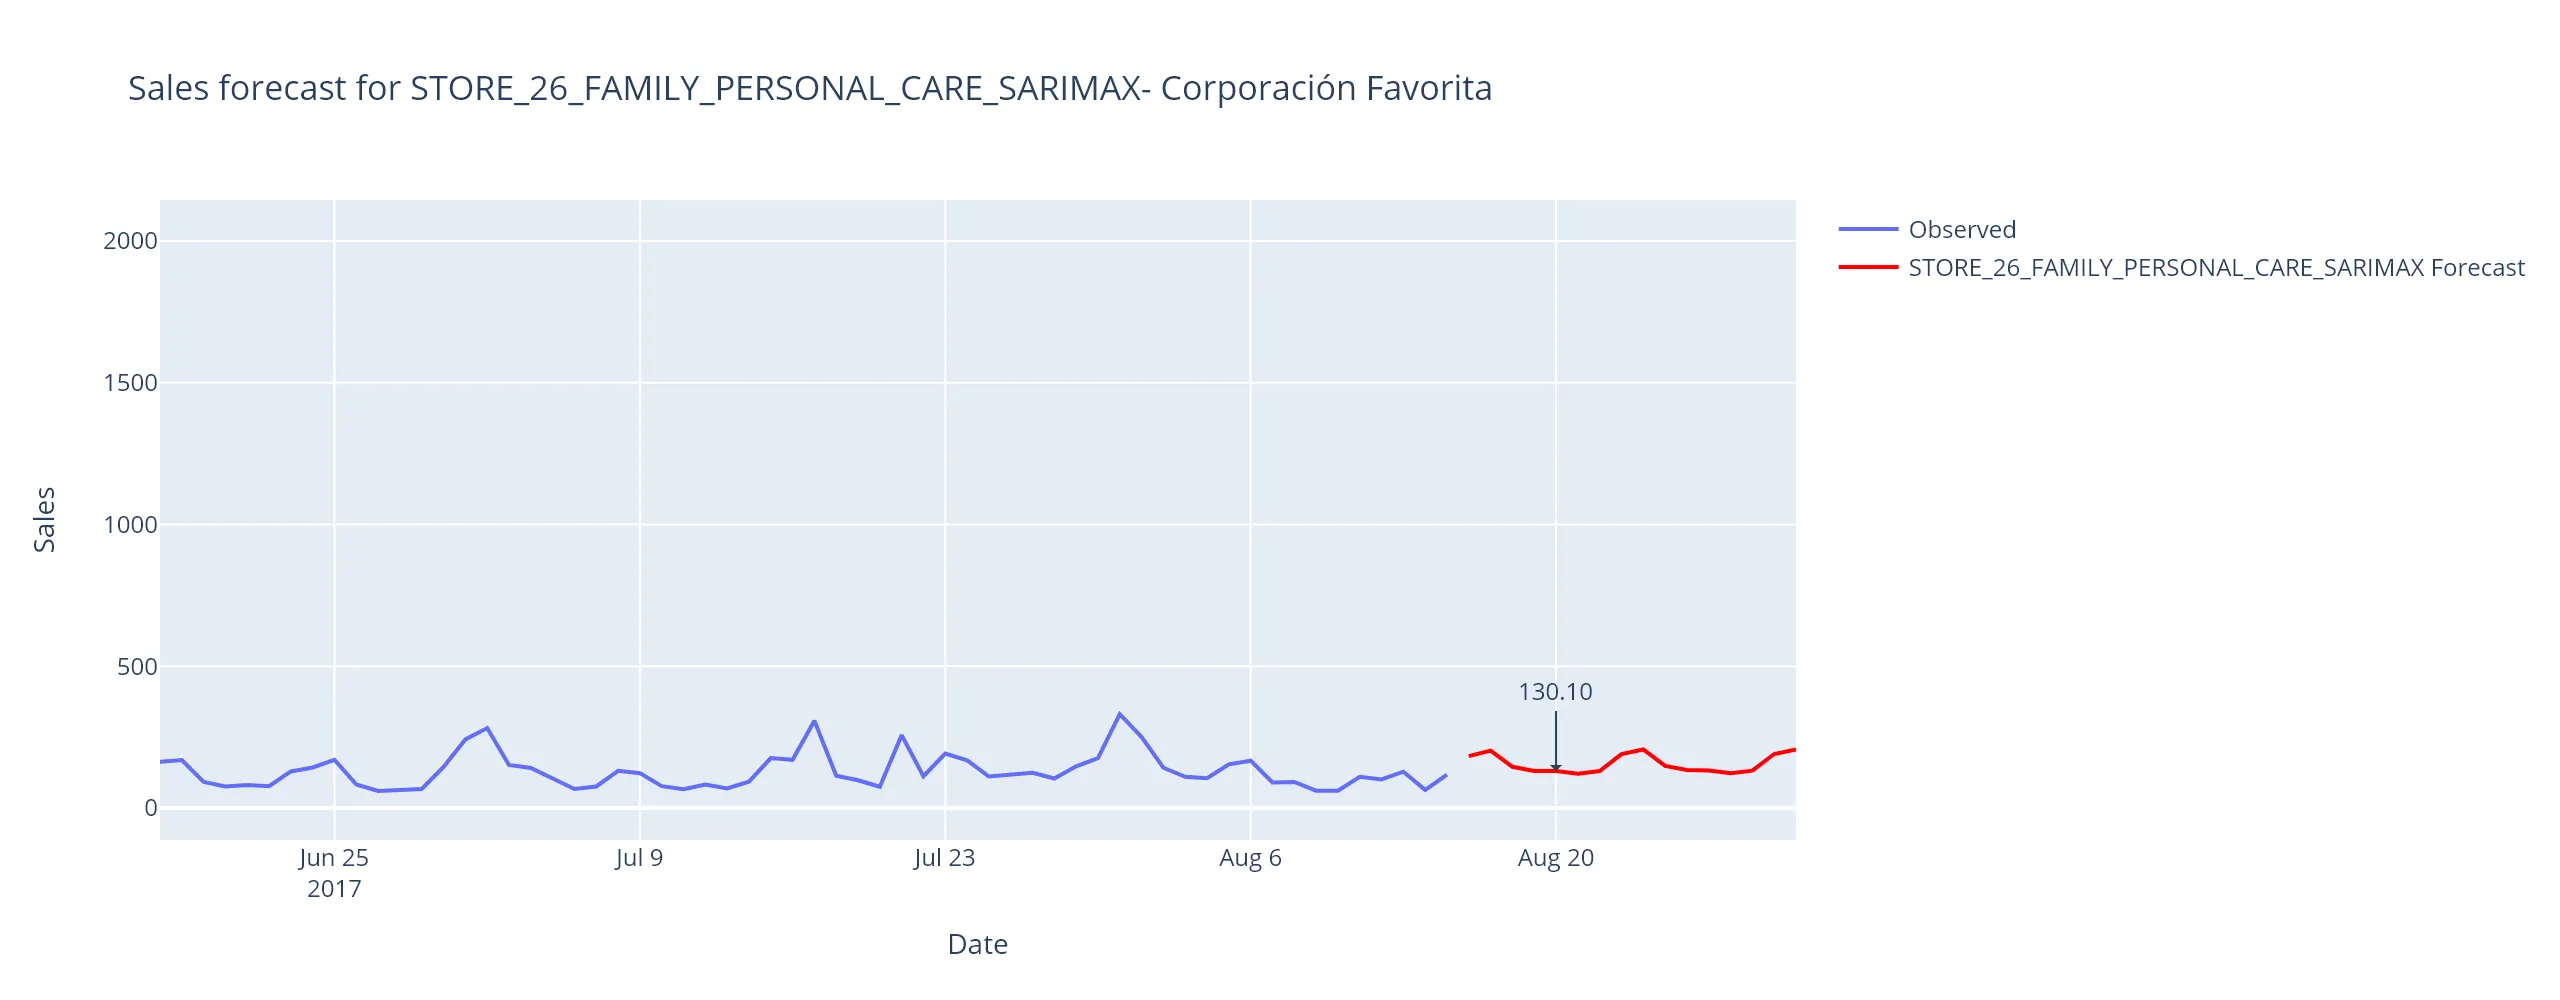 Sales forecast for STORE_26_FAMILY_PERSONAL_CARE_SARIMAX- Corporación Favorita
Observed
STORE_26_FAMILY_PERSONAL_CARE_SARIMAX Forecast
2000
1500
1000
500
0
Sales
130.10
Jun 25
2017
Jul 9
Jul 23
Aug 6
Aug 20
Date